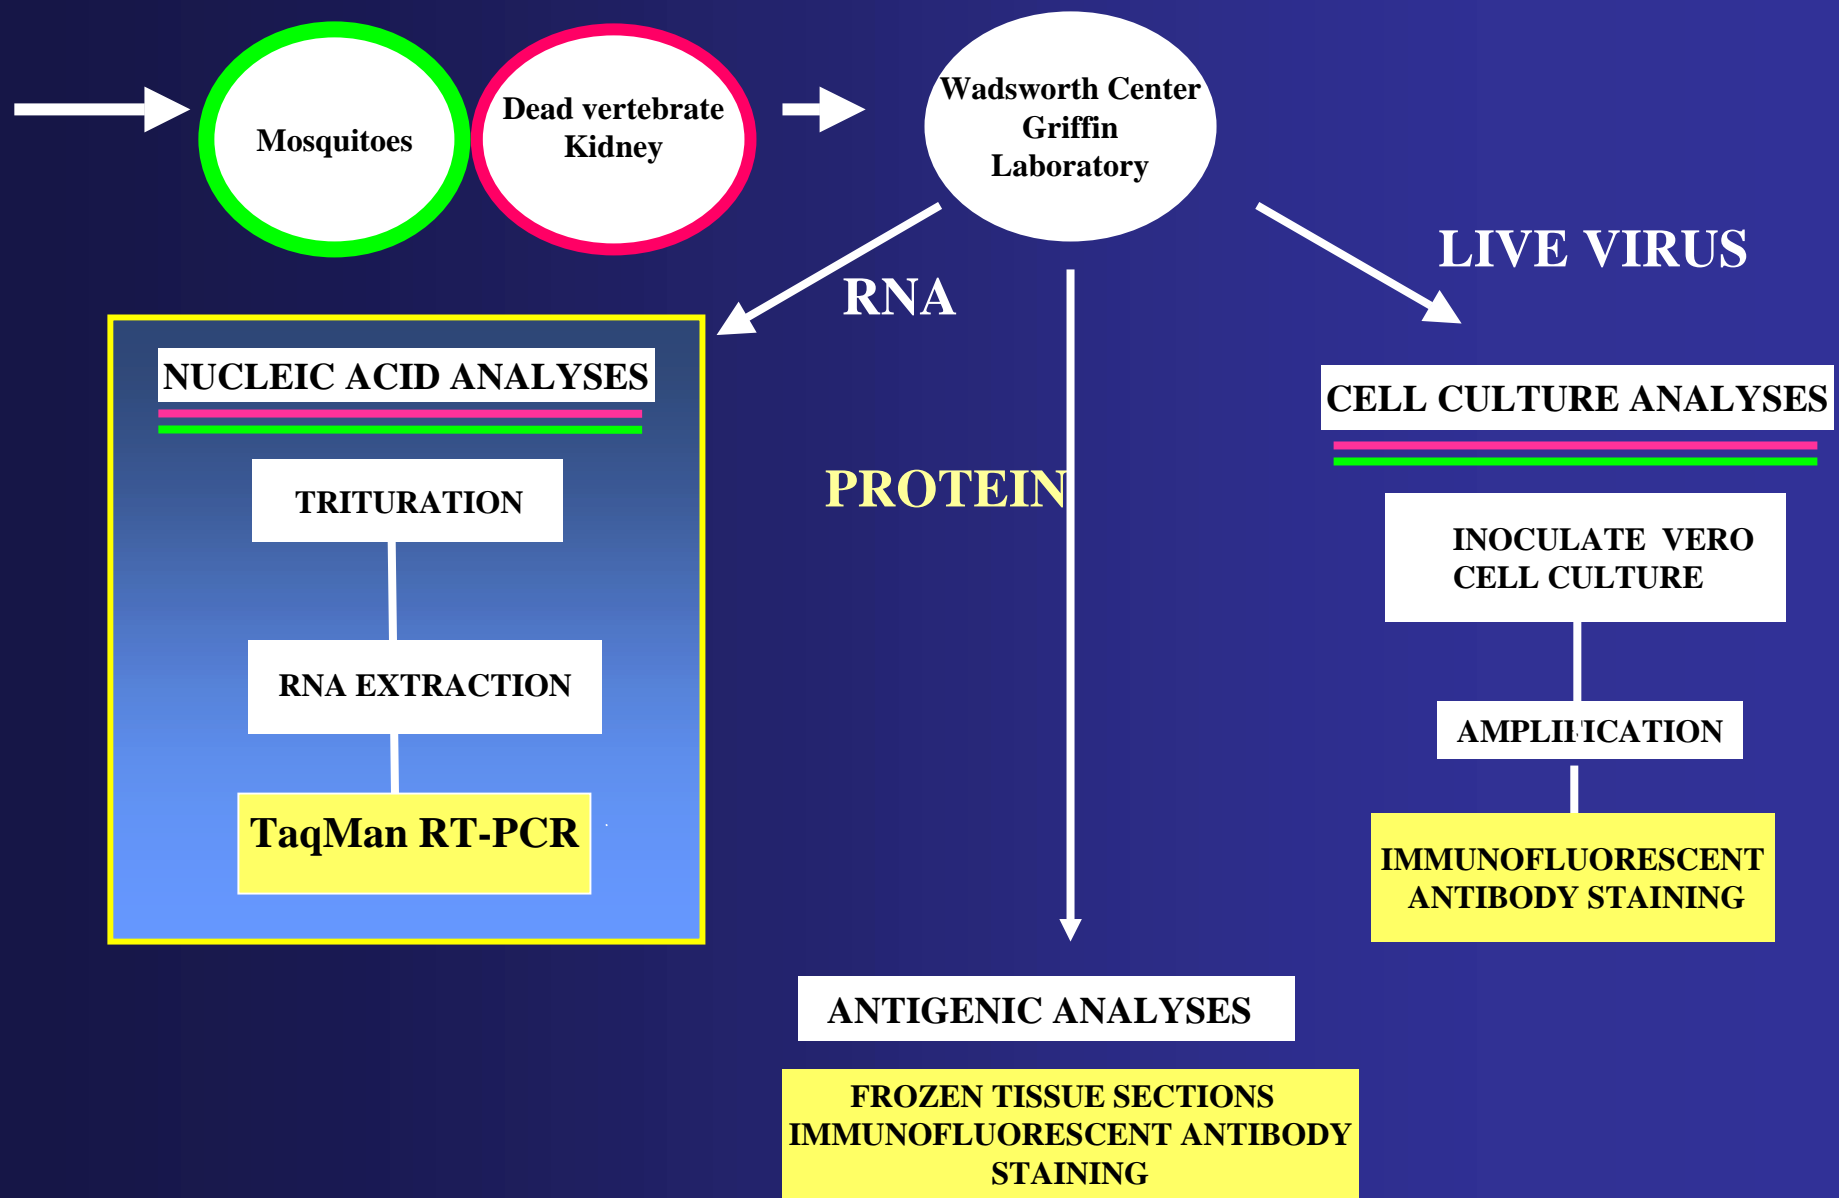 Mosquitoes
Dead vertebrate
Kidney
Wadsworth Center
Griffin
Laboratory
RNA
LIVE VIRUS
PROTEIN
NUCLEIC ACID ANALYSES
TRITURATION
RNA EXTRACTION
TaqMan RT-PCR
CELL CULTURE ANALYSES
INOCULATE VERO
CELL CULTURE
AMPLIFICATION
IMMUNOFLUORESCENT
ANTIBODY STAINING
ANTIGENIC ANALYSES
FROZEN TISSUE SECTIONS
IMMUNOFLUORESCENT ANTIBODY
STAINING